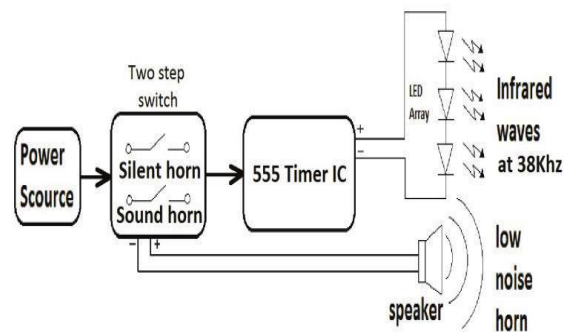 Two step
switch
Power
Scource
Silent horn
Sound horn
− +
555 Timer IC
+
−
LED
Array
Infrared
waves
at 38Khz
speaker
low
noise
horn